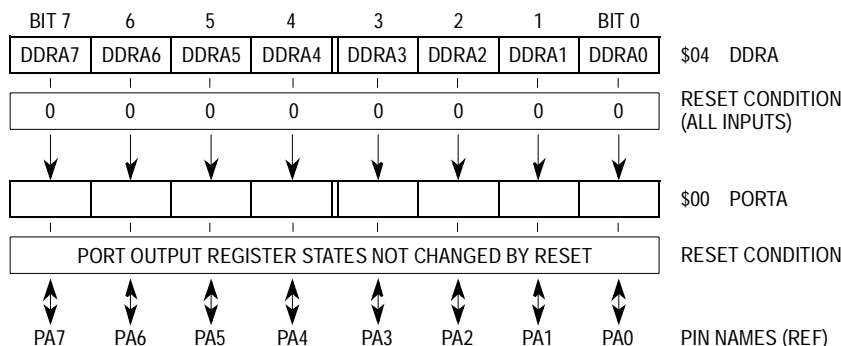 BIT 7 6 5 4 3 2 1 BIT 0
DDRA7 DDRA6 DDRA5 DDRA4 DDRA3 DDRA2 DDRA1 DDRA0 $04 DDRA
0 0 0 0 0 0 0 0 RESET CONDITION
(ALL INPUTS)
$00 PORTA
PORT OUTPUT REGISTER STATES NOT CHANGED BY RESET RESET CONDITION
PA7 PA6 PA5 PA4 PA3 PA2 PA1 PA0 PIN NAMES (REF)